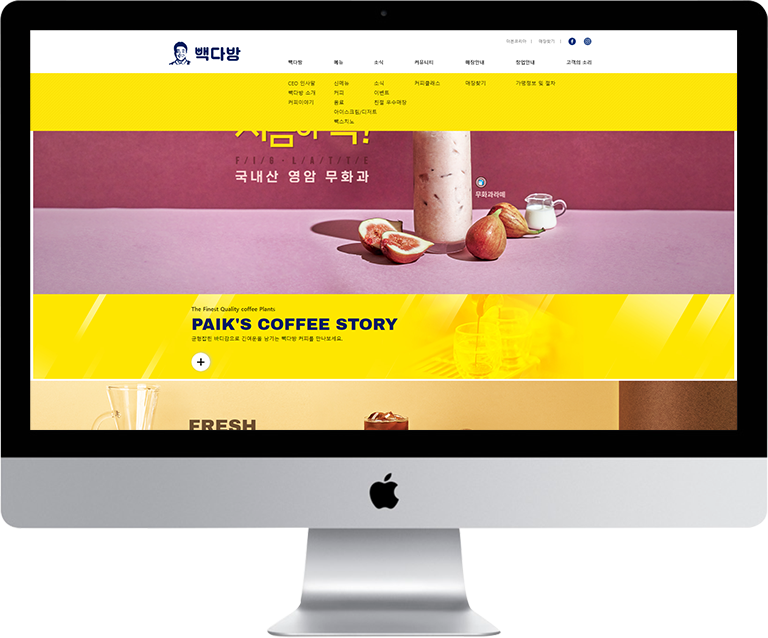 더본코리아 | 매장찾기 |
빽다방
빽다방 메뉴 소식 커뮤니티 매장안내 창업안내 고객의 소리
CEO 인사말 신메뉴 소식 커피클래스 매장찾기 가맹정보 및 절차
빽다방 소개 커피 이벤트
커피이야기 음료 친절 우수매장
아이스크림/디저트
빽스치노
F/I/G-L/A/T/T/E
국내산 영암 무화과
무화과라떼
The Finest Quality coffee Plants
PAIK'S COFFEE STORY
균형잡힌 바디감으로 긴여운을 남기는 빽다방 커피를 만나보세요.
+
FRESH